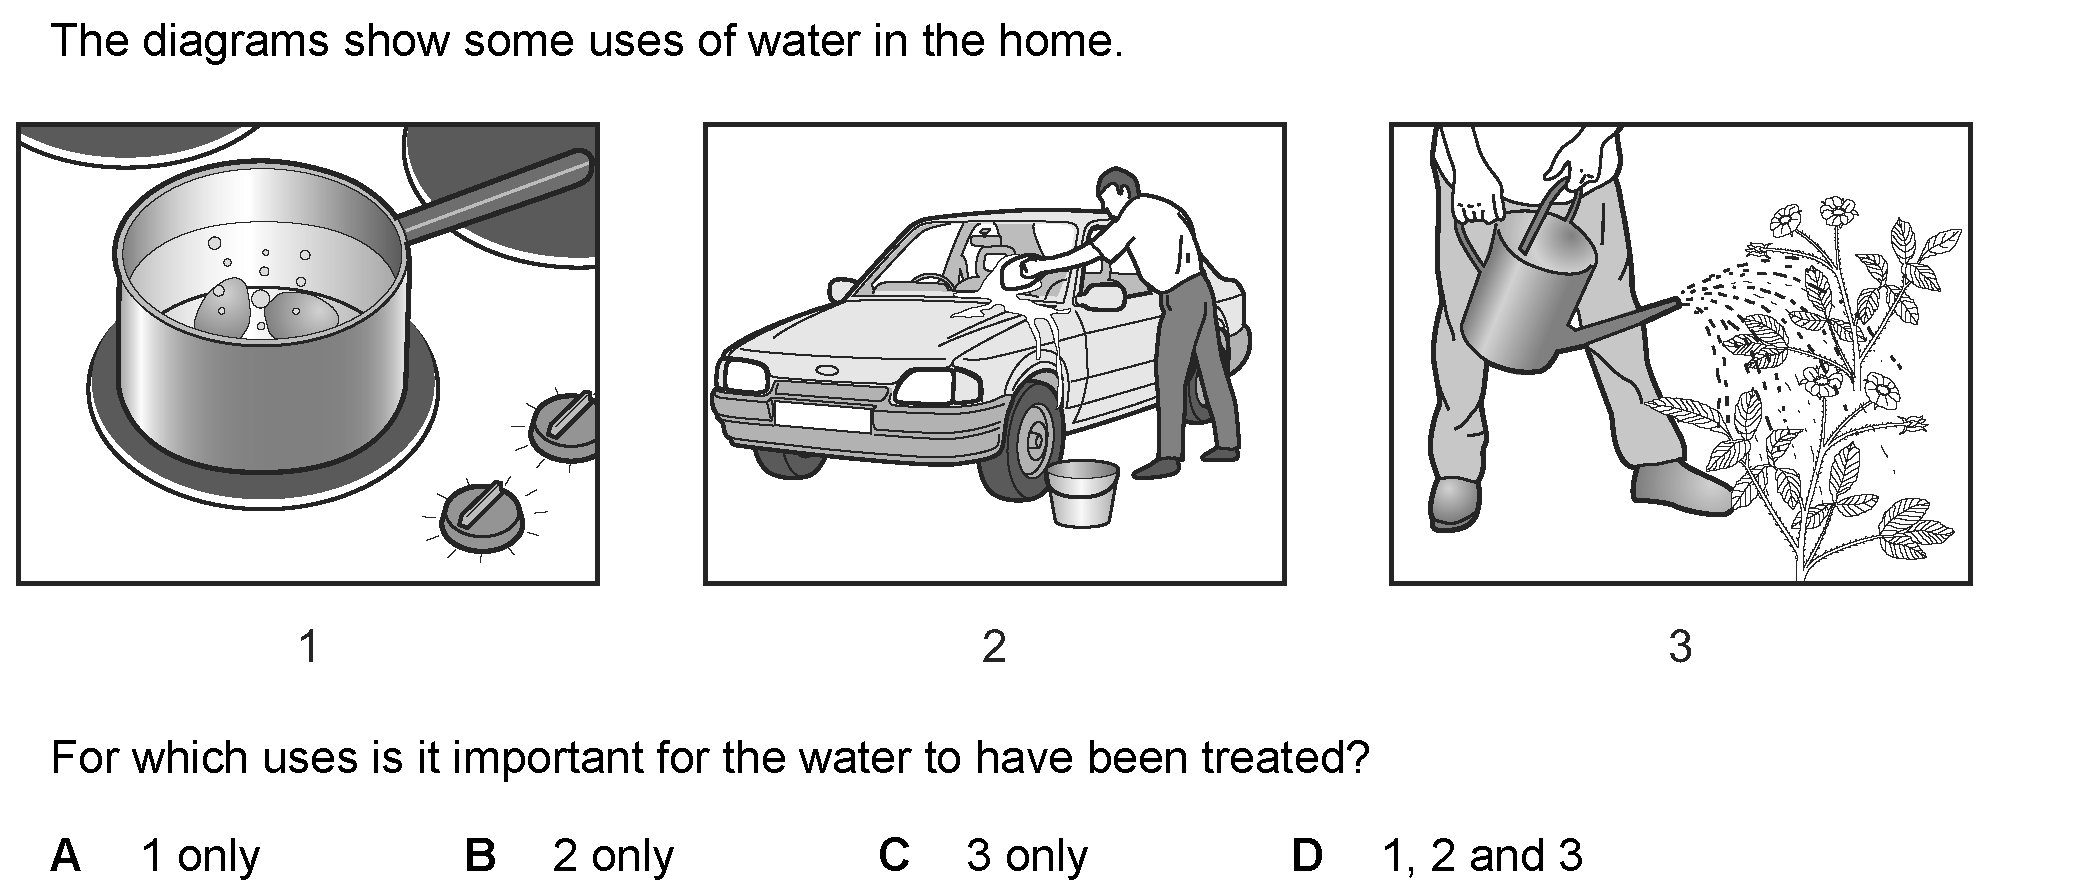 The diagrams show some uses of water in the home.
1 2 3
For which uses is it important for the water to have been treated?
A 1 only B 2 only C 3 only D 1, 2 and 3